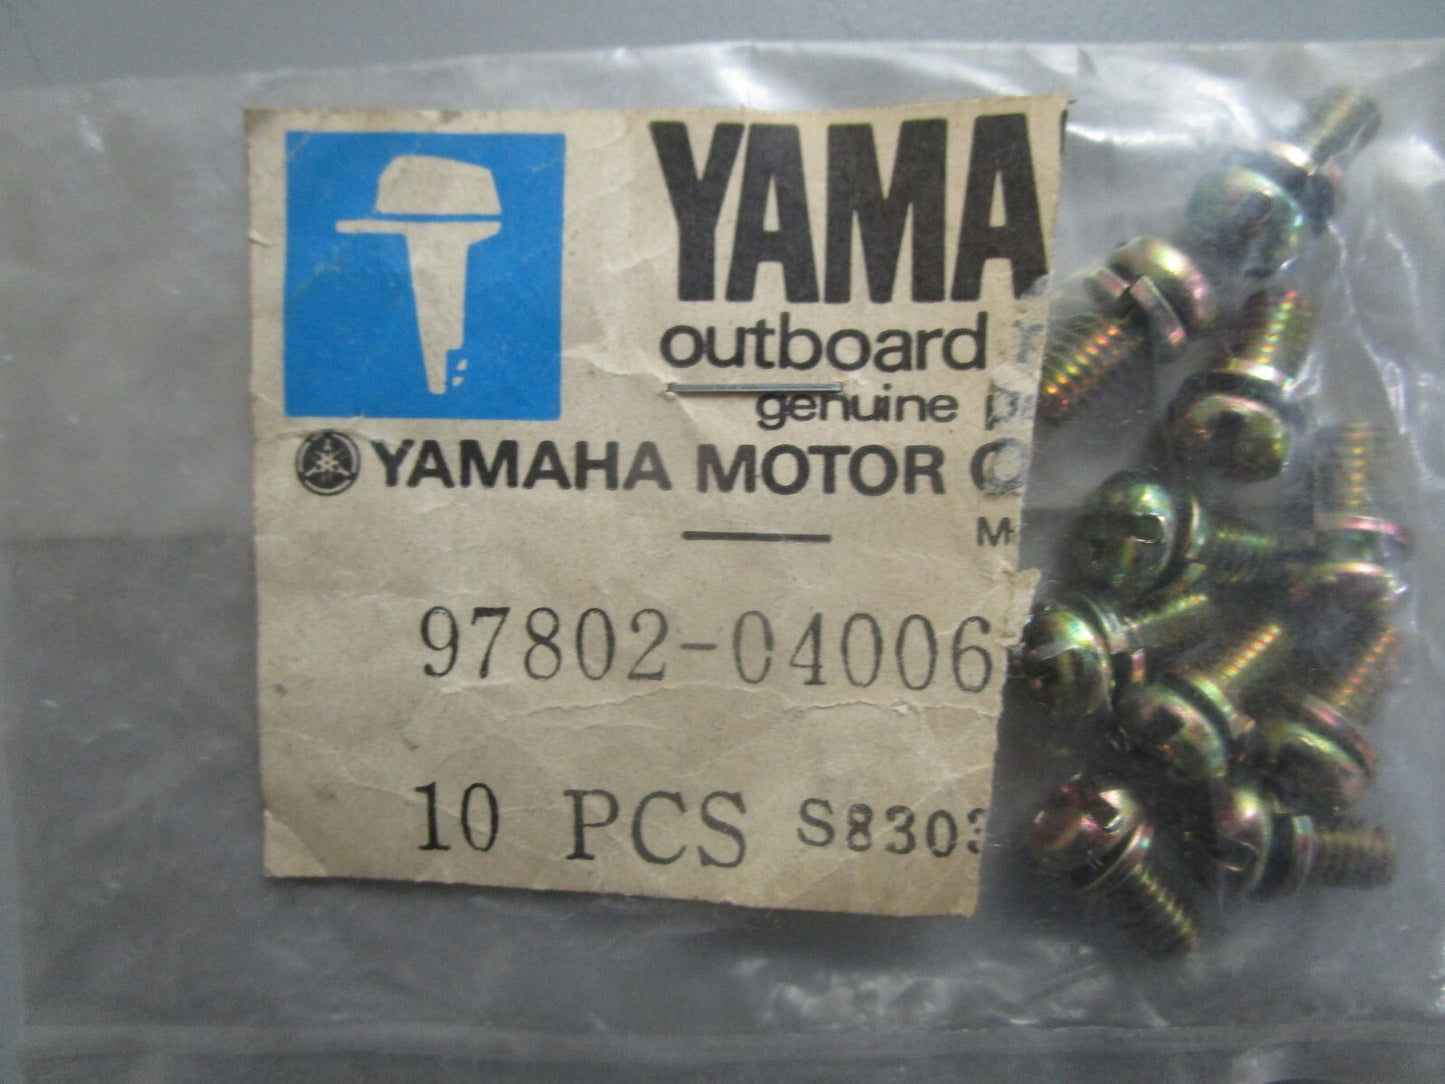 YAMA
outboard
genuine
YAMAHA MOTOR C
M
97802-04006
10 PCS S8303